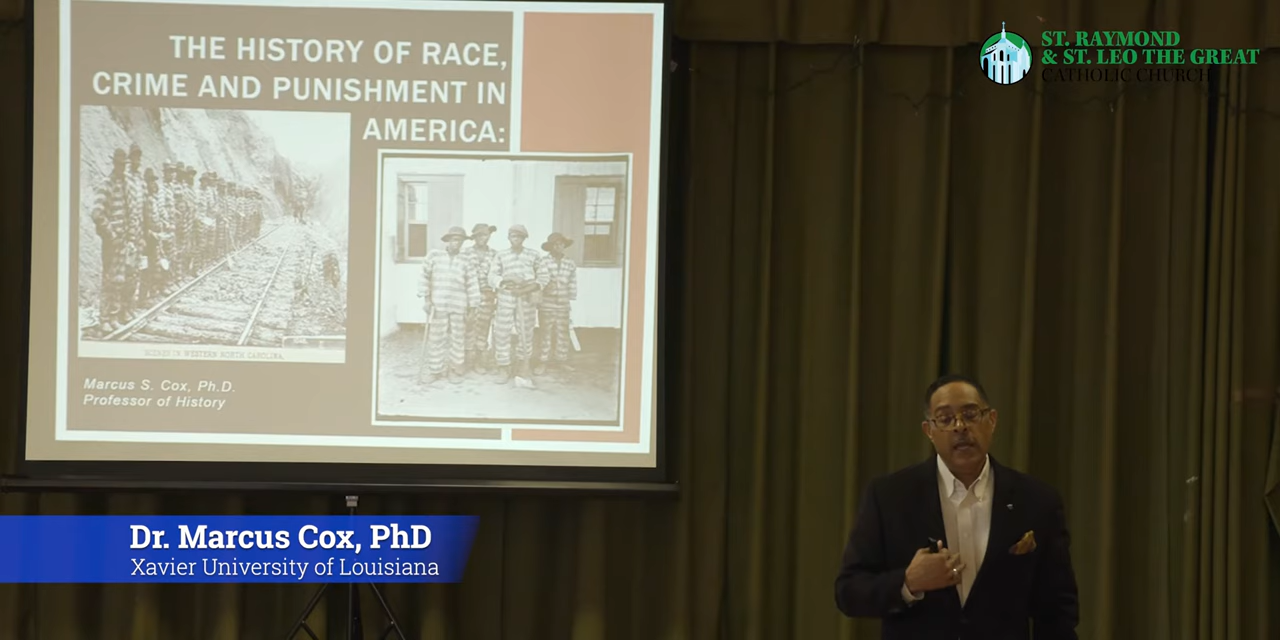 THE HISTORY OF RACE,
CRIME AND PUNISHMENT IN
AMERICA:
SCENES IN WESTERN NORTH CAROLINA.
Marcus S. Cox, Ph.D.
Professor of History
ST. RAYMOND
& ST. LEO THE GREAT
CATHOLIC CHURCH
Dr. Marcus Cox, PhD
Xavier University of Louisiana